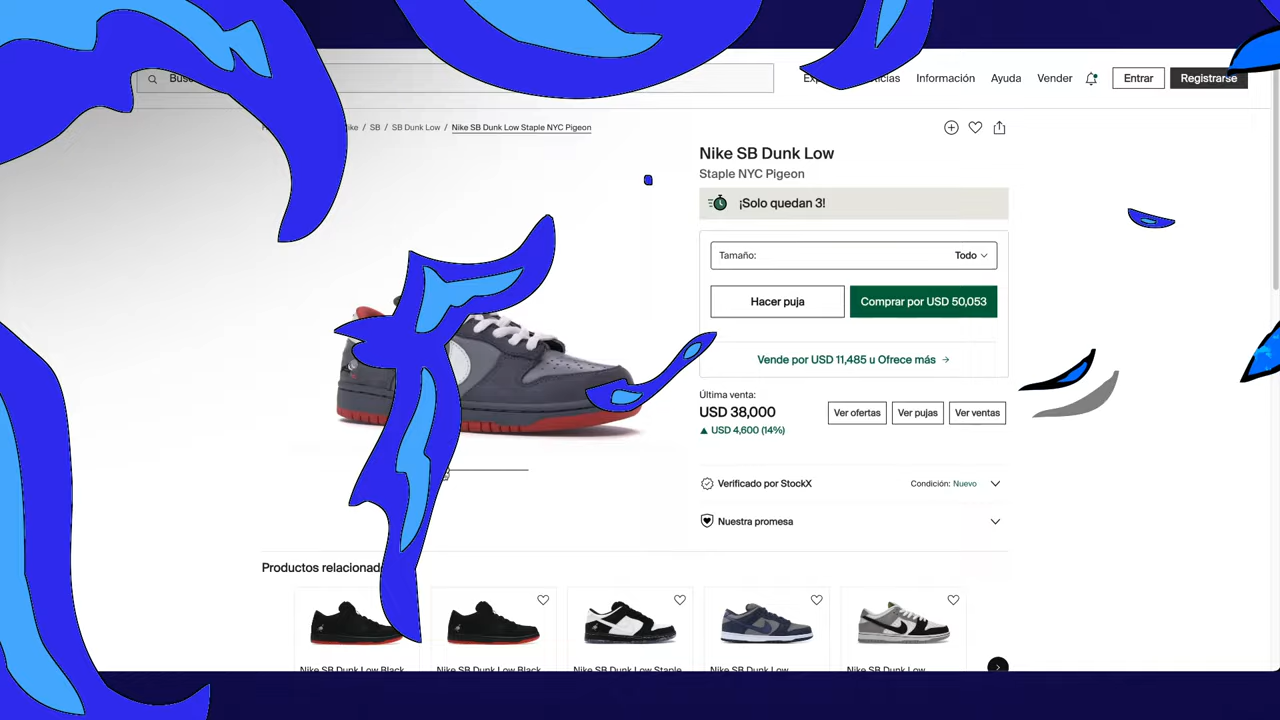 Información Ayuda Vender Entrar Registrarse
/ SB / SB Dunk Low / Nike SB Dunk Low Staple NYC Pigeon
Nike SB Dunk Low
Staple NYC Pigeon
¡Solo quedan 3!
Tamaño: Todo
Hacer puja Comprar por USD 50,053
Vende por USD 11,485 u Ofrece más →
Última venta:
USD 38,000
▲ USD 4,600 (14%)
Ver ofertas Ver pujas Ver ventas
Verificado por StockX Condición: Nuevo
Nuestra promesa
Productos
Nike SB Dunk Low Black Nike SB Dunk Low Black Nike SB Dunk Low Staple Nike SB Dunk Low Nike SB Dunk Low